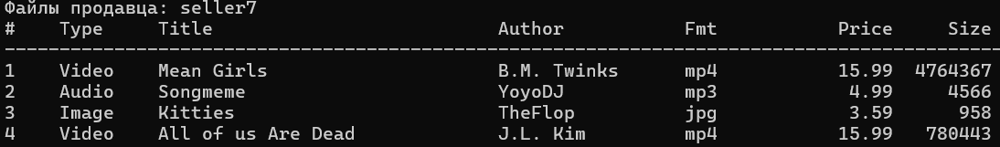 Файлы продавца: seller7
# Type Title Author Fmt Price Size
------------------------------------------------------------------------------------------
1 Video Mean Girls B.M. Twinks mp4 15.99 4764367
2 Audio Songmeme YoyoDJ mp3 4.99 4566
3 Image Kitties TheFlop jpg 3.59 958
4 Video All of us Are Dead J.L. Kim mp4 15.99 780443